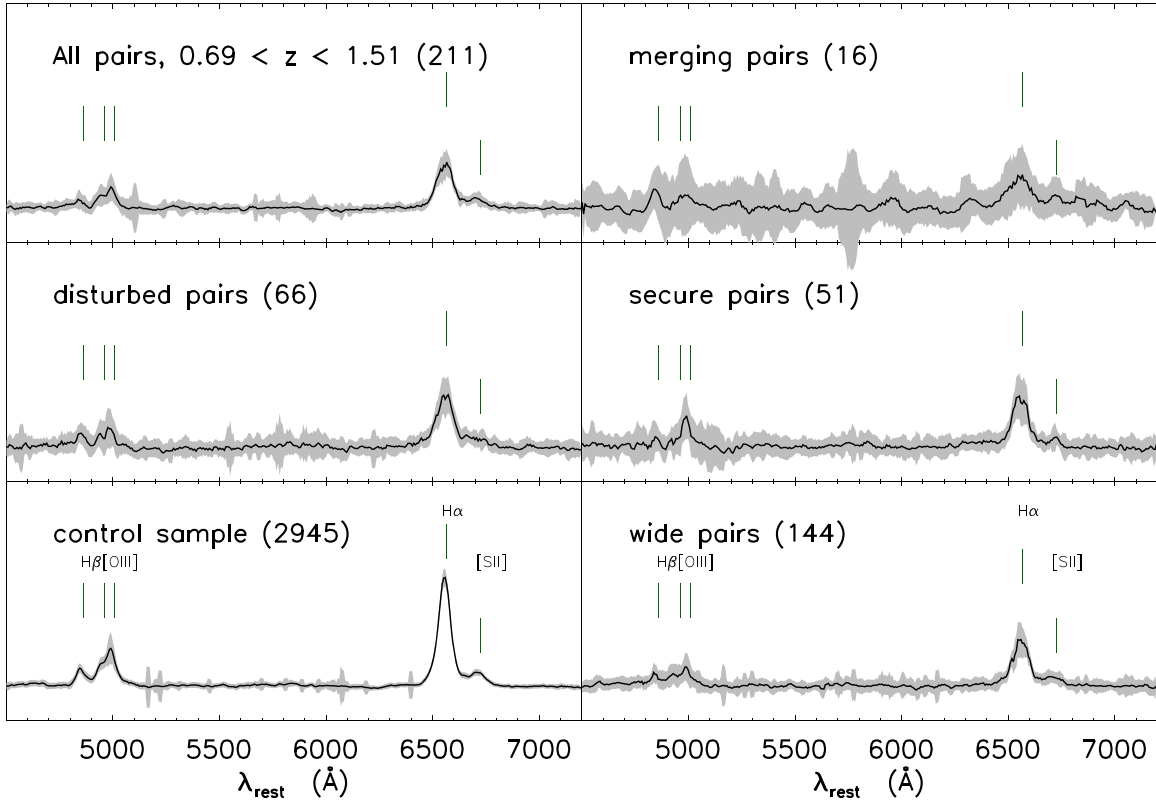 All pairs, 0.69 < z < 1.51 (211)
merging pairs (16)
disturbed pairs (66)
secure pairs (51)
control sample (2945)
Hα
Hβ[OIII]
[SII]
wide pairs (144)
Hα
Hβ[OIII]
[SII]
5000 5500 6000 6500 7000
λrest (Å)
5000 5500 6000 6500 7000
λrest (Å)